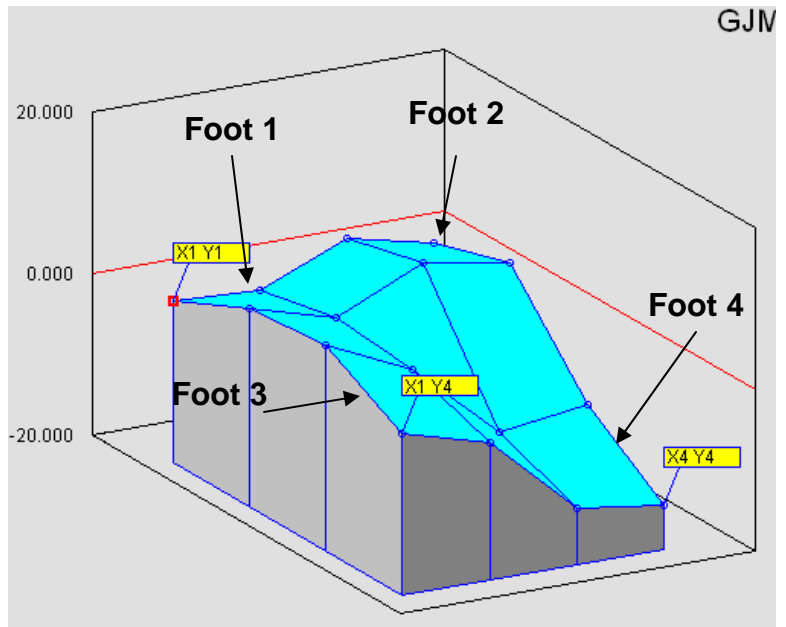 GJM
20.000
Foot 1
Foot 2
X1 Y1
0.000
Foot 4
Foot 3
X1 Y4
-20.000
X4 Y4